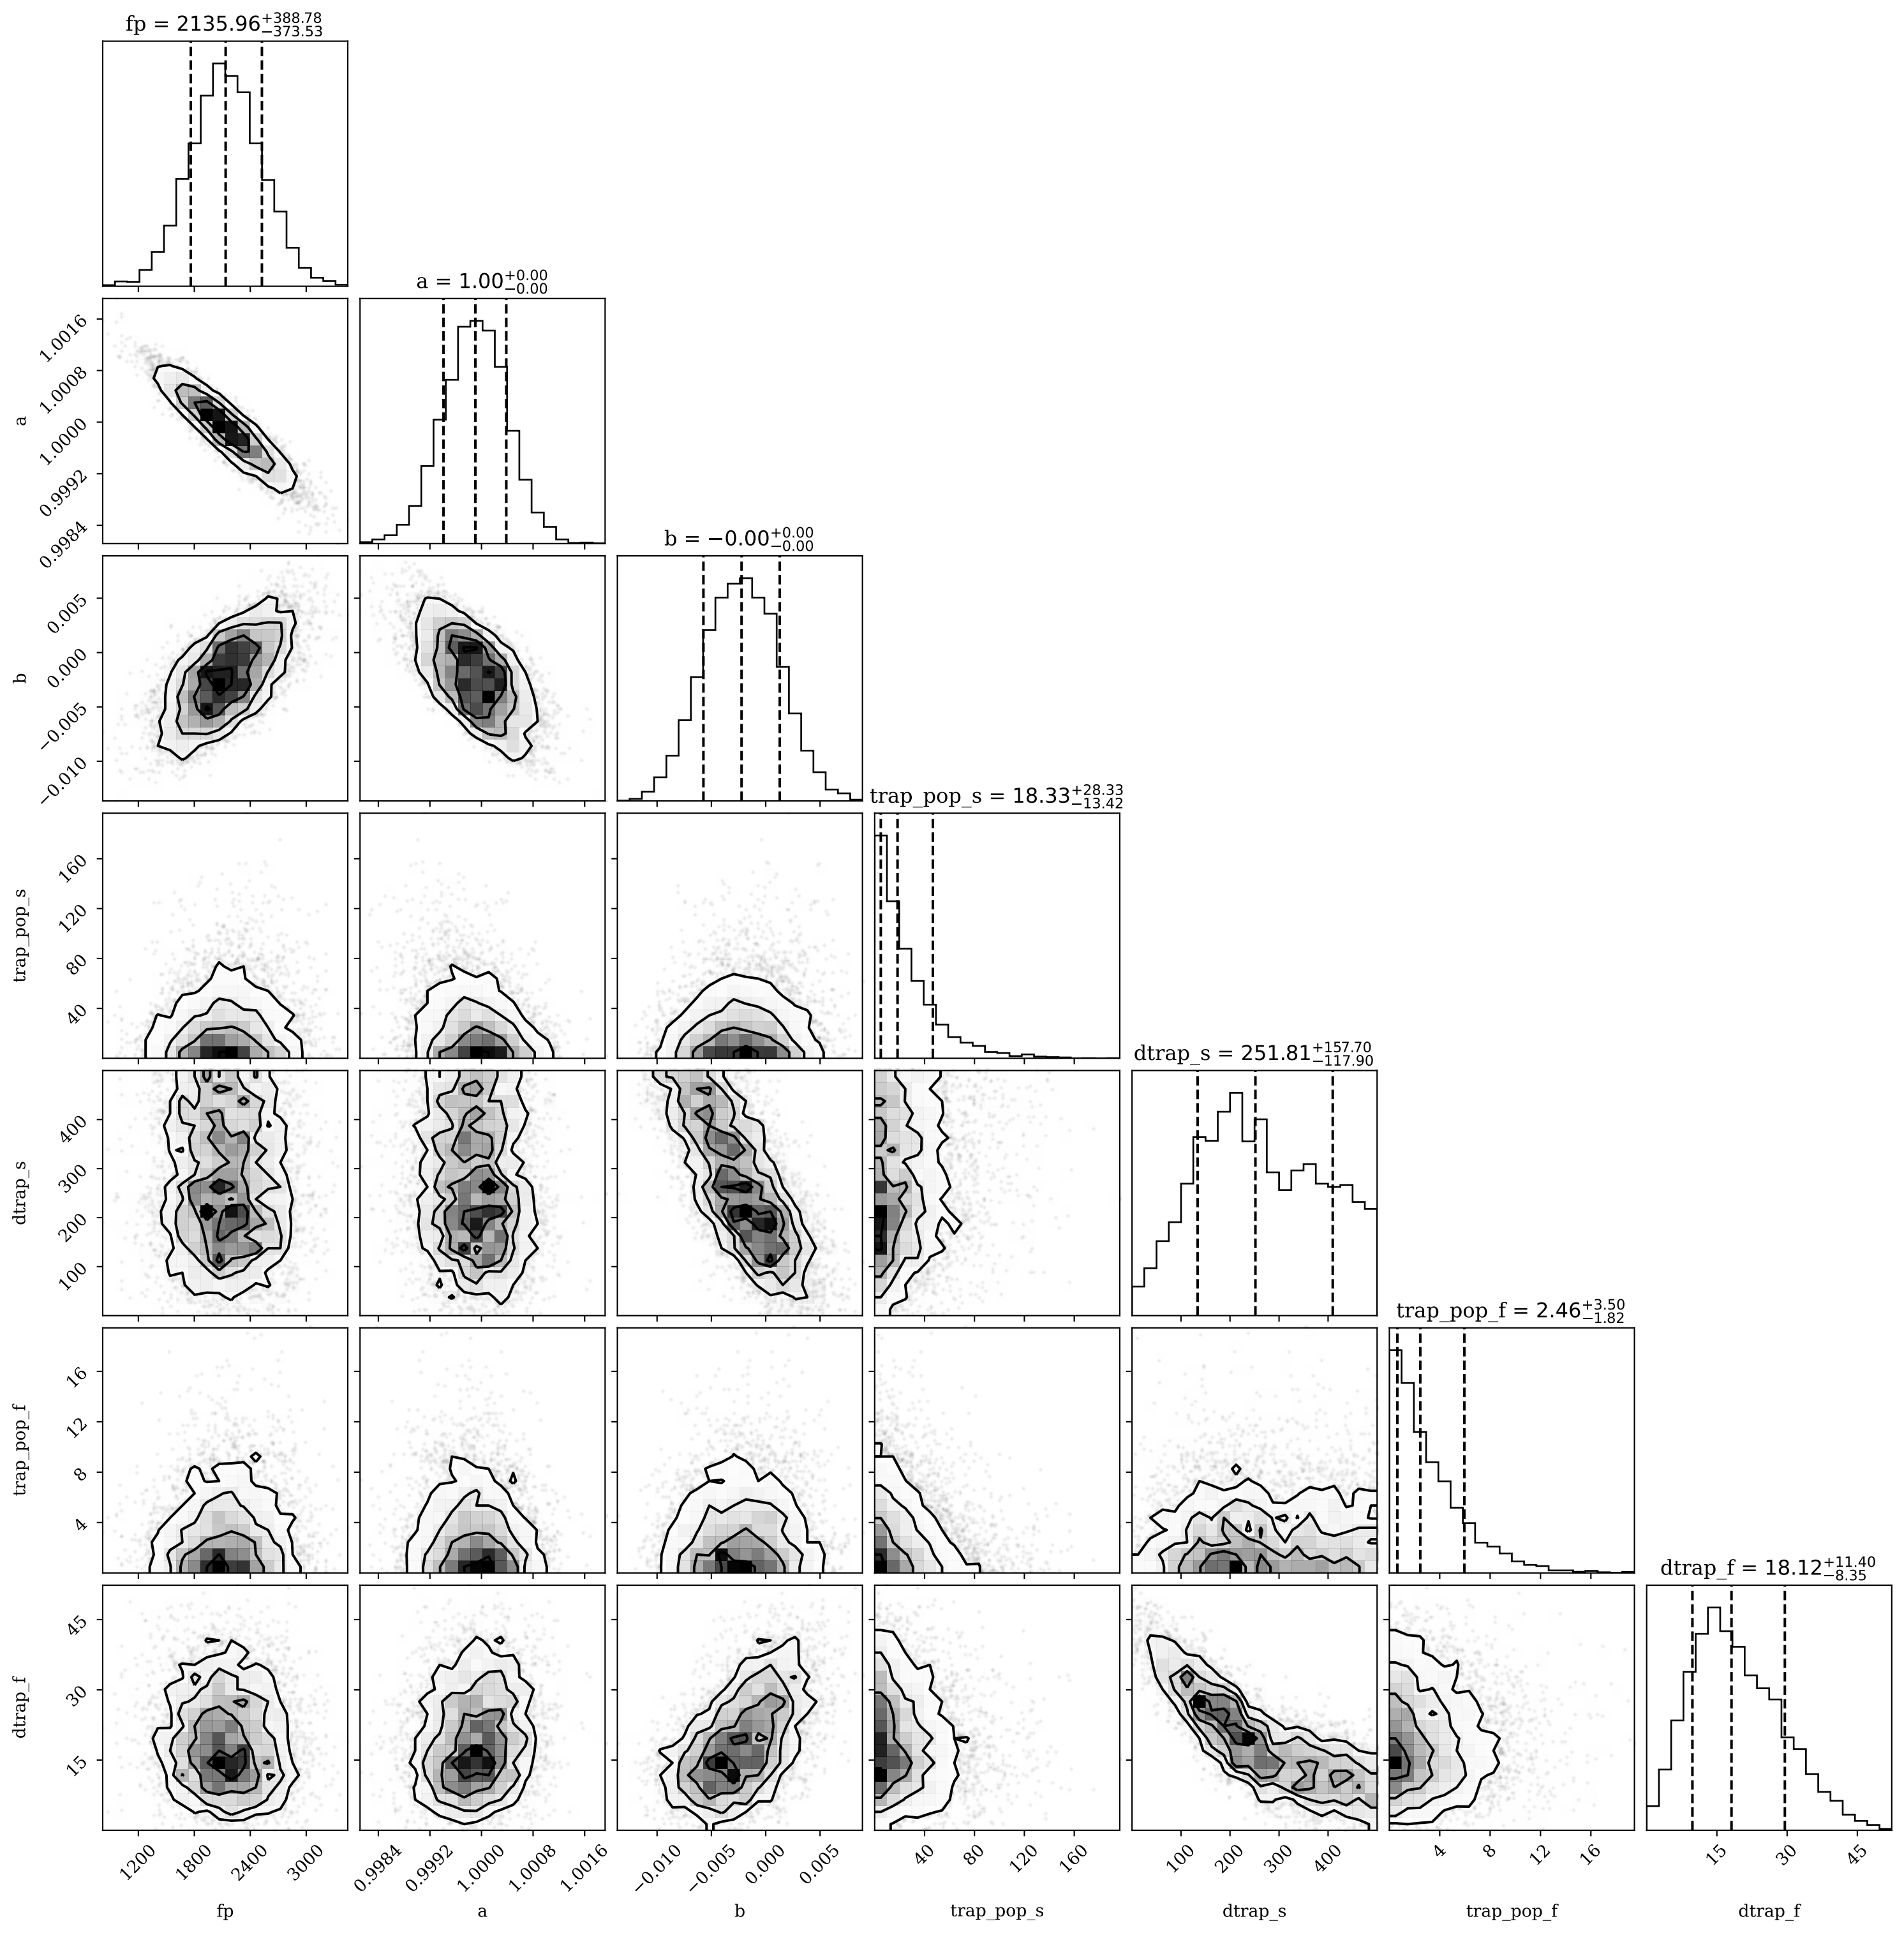 fp = 2135.96+388.78−373.53
a = 1.00+0.00−0.00
1.0016
1.0008
1.0000
0.9992
0.9984
a
b = −0.00+0.00−0.00
0.005
0.000
−0.005
−0.010
b
trap_pop_s = 18.33+28.33−13.42
160
120
80
40
trap_pop_s
dtrap_s = 251.81+157.70−117.90
400
300
200
100
dtrap_s
trap_pop_f = 2.46+3.50−1.82
16
12
8
4
trap_pop_f
dtrap_f = 18.12+11.40−8.35
45
30
15
dtrap_f
1200 1800 2400 3000 0.9984 0.9992 1.0000 1.0008 1.0016 −0.010 −0.005 0.000 0.005 40 80 120 160 100 200 300 400 4 8 12 16 15 30 45
fp a b trap_pop_s dtrap_s trap_pop_f dtrap_f